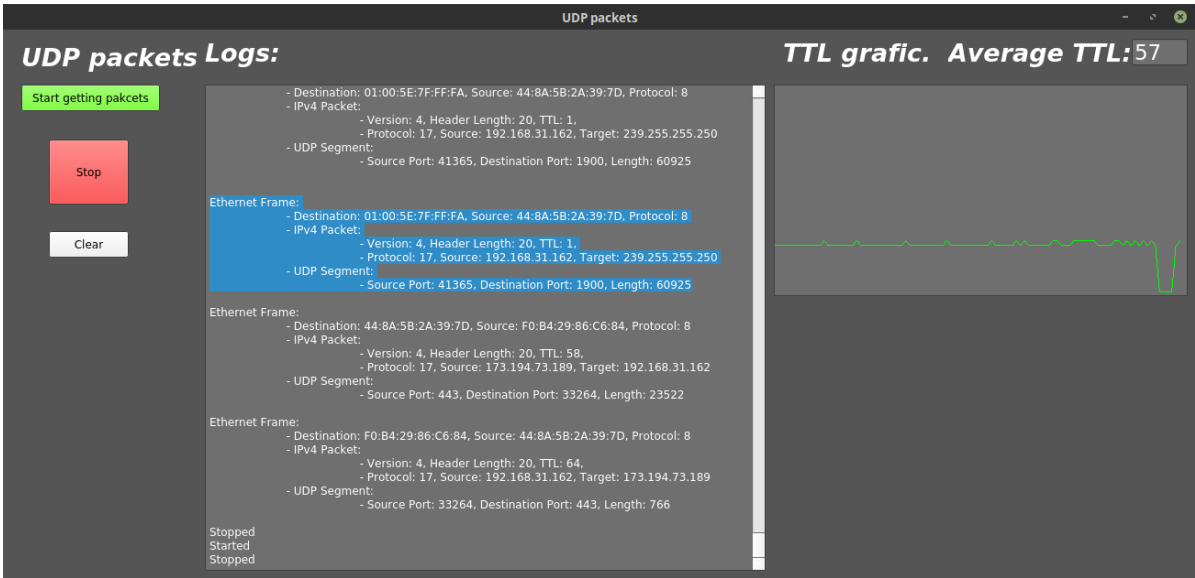 UDP packets
UDP packets Logs:
TTL grafic. Average TTL: 57
Start getting pakcets
Stop
Clear
- Destination: 01:00:5E:7F:FF:FA, Source: 44:8A:5B:2A:39:7D, Protocol: 8
- IPv4 Packet:
- Version: 4, Header Length: 20, TTL: 1,
- Protocol: 17, Source: 192.168.31.162, Target: 239.255.255.250
- UDP Segment:
- Source Port: 41365, Destination Port: 1900, Length: 60925
Ethernet Frame:
- Destination: 01:00:5E:7F:FF:FA, Source: 44:8A:5B:2A:39:7D, Protocol: 8
- IPv4 Packet:
- Version: 4, Header Length: 20, TTL: 1,
- Protocol: 17, Source: 192.168.31.162, Target: 239.255.255.250
- UDP Segment:
- Source Port: 41365, Destination Port: 1900, Length: 60925
Ethernet Frame:
- Destination: 44:8A:5B:2A:39:7D, Source: F0:B4:29:86:C6:84, Protocol: 8
- IPv4 Packet:
- Version: 4, Header Length: 20, TTL: 58,
- Protocol: 17, Source: 173.194.73.189, Target: 192.168.31.162
- UDP Segment:
- Source Port: 443, Destination Port: 33264, Length: 23522
Ethernet Frame:
- Destination: F0:B4:29:86:C6:84, Source: 44:8A:5B:2A:39:7D, Protocol: 8
- IPv4 Packet:
- Version: 4, Header Length: 20, TTL: 64,
- Protocol: 17, Source: 192.168.31.162, Target: 173.194.73.189
- UDP Segment:
- Source Port: 33264, Destination Port: 443, Length: 766
Stopped
Started
Stopped